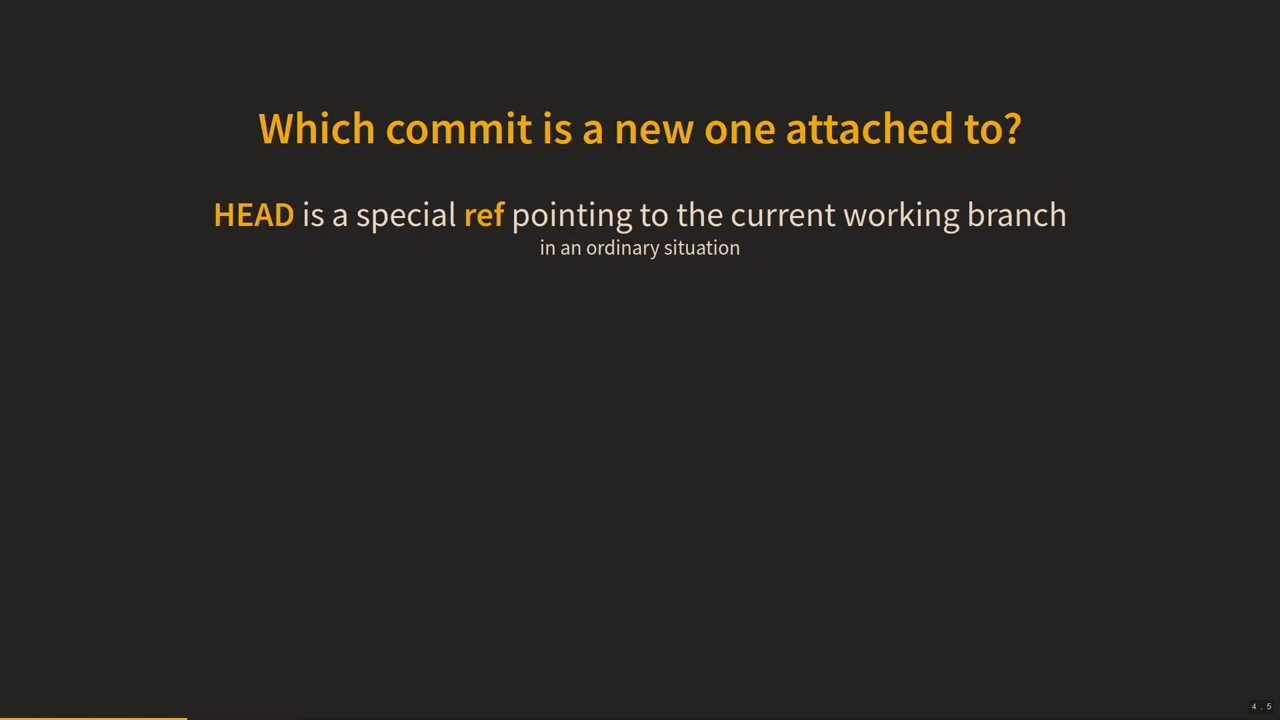 Which commit is a new one attached to?
HEAD is a special ref pointing to the current working branch
in an ordinary situation
4 . 5